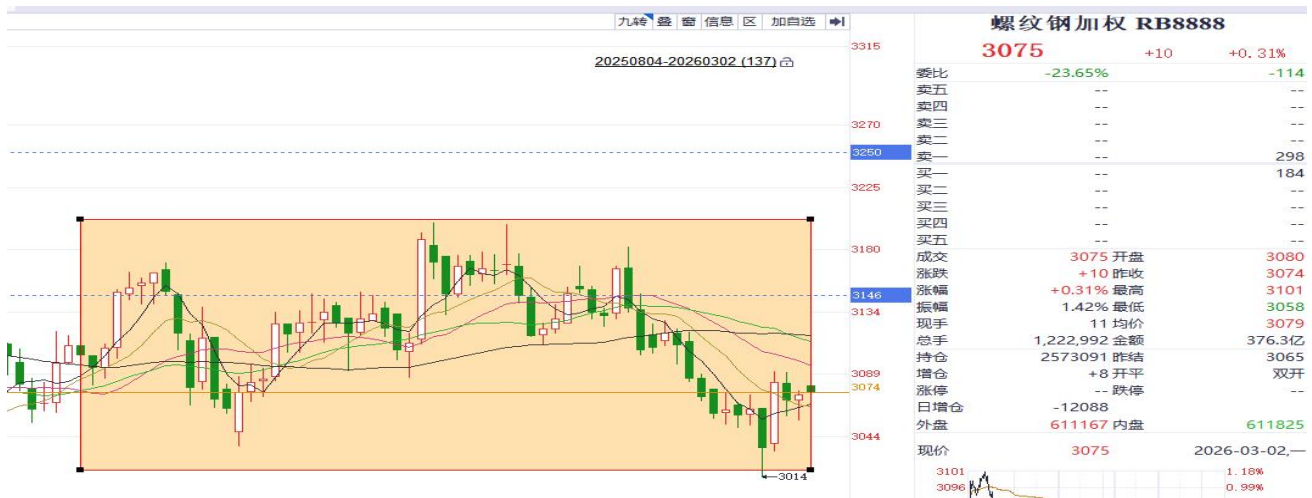 九转 叠 窗 信息 区 加自选
20250804-20260302 (137)
3315
3270
3250
3225
3180
3146
3134
3089
3074
3044
3014
螺纹钢加权 RB8888
3075 +10 +0.31%
委比 -23.65% -114
卖五 -- --
卖四 -- --
卖三 -- --
卖二 -- --
卖一 -- 298
买一 -- 184
买二 -- --
买三 -- --
买四 -- --
买五 -- --
成交 3075 开盘 3080
涨跌 +10 昨收 3074
涨幅 +0.31% 最高 3101
振幅 1.42% 最低 3058
现手 11 均价 3079
总手 1,222,992 金额 376.3亿
持仓 2573091 昨结 3065
增仓 +8 开平 双开
涨停 -- 跌停 --
日增仓 -12088
外盘 611167 内盘 611825
现价 3075 2026-03-02,一
3101 1.18%
3096 0.99%